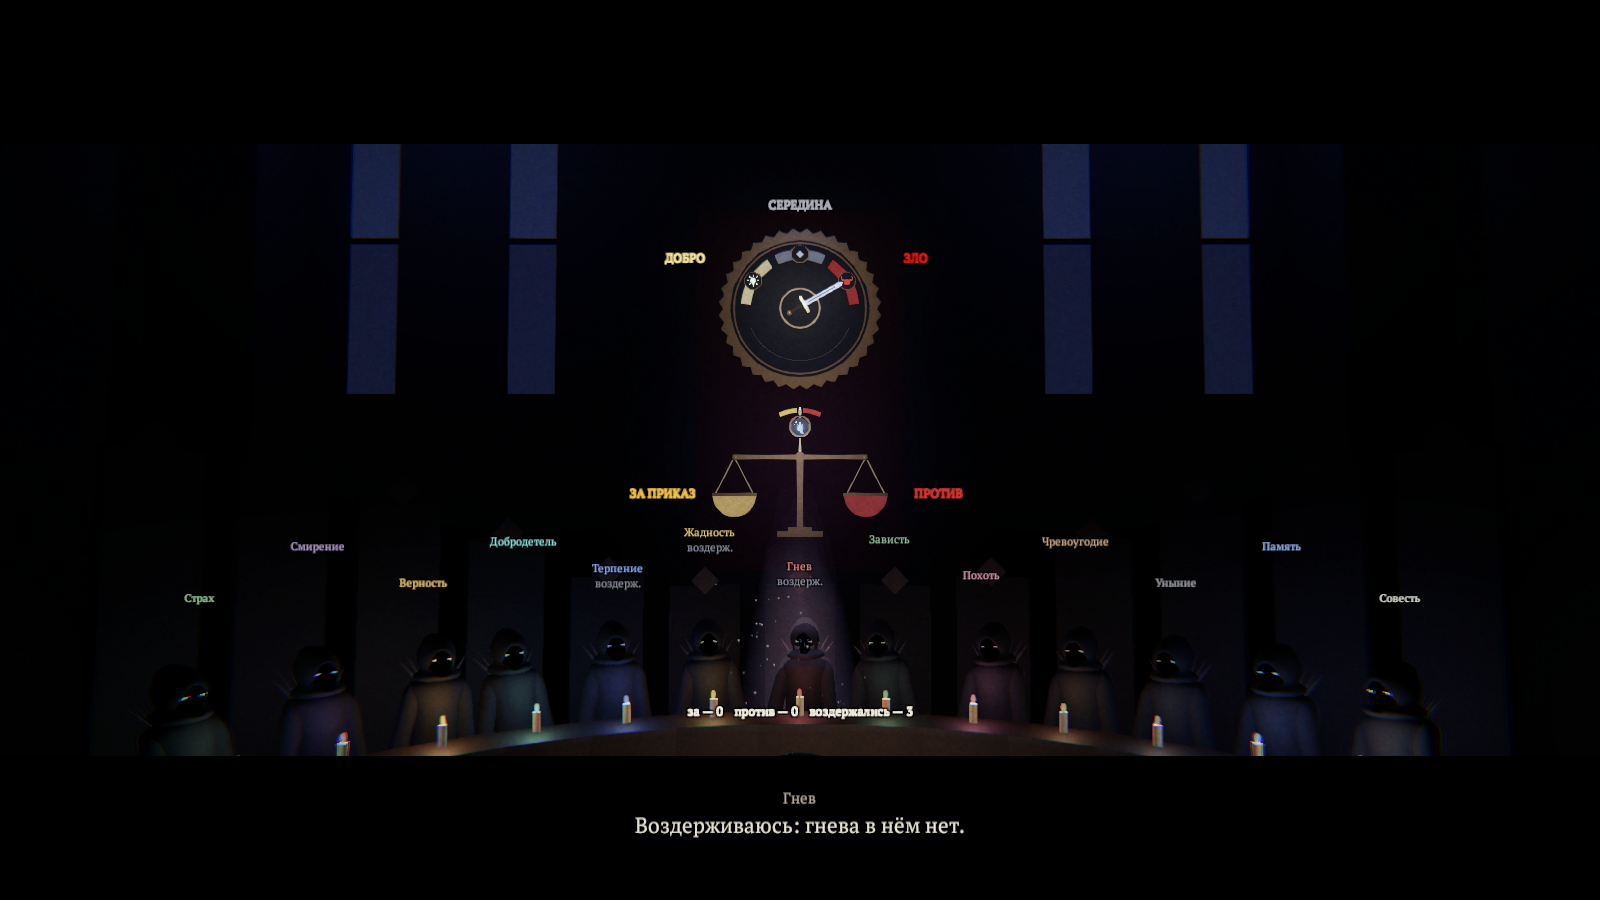 СЕРЕДИНА
ДОБРО
ЗЛО
ЗА ПРИКАЗ
ПРОТИВ
Жадность
воздерж.
Зависть
Добродетель
Чревоугодие
Смирение
Память
Терпение
воздерж.
Гнев
воздерж.
Похоть
Верность
Уныние
Страх
Совесть
за — 0 против — 0 воздержались — 3
Гнев
Воздерживаюсь: гнева в нём нет.